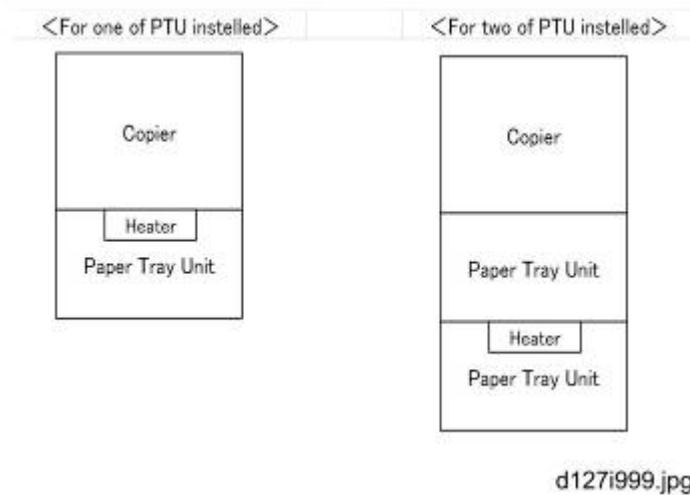 <For one of PTU instelled>
Copier
Heater
Paper Tray Unit
<For two of PTU instelled>
Copier
Paper Tray Unit
Heater
Paper Tray Unit
d127i999.jpg